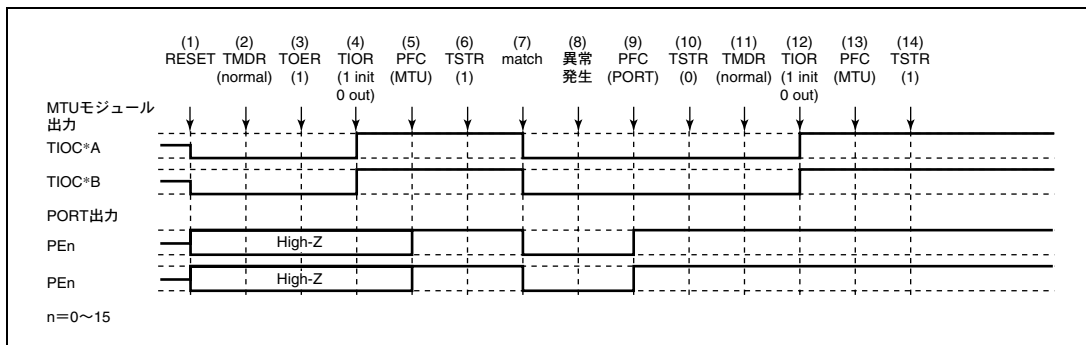 (1) (2) (3) (4) (5) (6) (7) (8) (9) (10) (11) (12) (13) (14)
RESET TMDR TOER TIOR PFC TSTR match 異常 PFC TSTR TMDR TIOR PFC TSTR
(normal) (1) (1 init (MTU) (1) 発生 (PORT) (0) (normal) (1 init (MTU) (1)
0 out) 0 out)
MTUモジュール
出力
TIOC*A
TIOC*B
PORT出力
PEn High-Z
PEn High-Z
n=0〜15